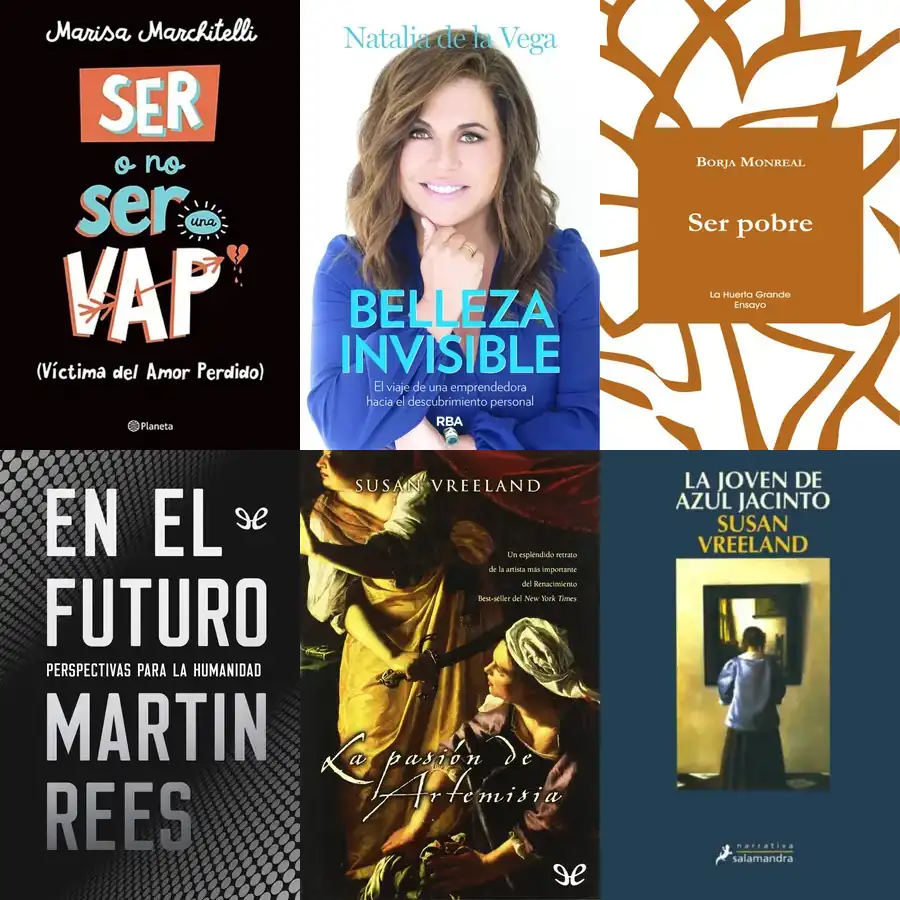 Marisa Marchitelli
SER
o no
ser una
VAP
(Víctima del Amor Perdido)
Planeta
Natalia de la Vega
BELLEZA
INVISIBLE
El viaje de una emprendedora
hacia el descubrimiento personal
RBA
BORJA MONREAL
Ser pobre
La Huerta Grande
Ensayo
EN EL
FUTURO
PERSPECTIVAS PARA LA HUMANIDAD
MARTIN
REES
SUSAN VREELAND
Un espléndido retrato
de la artista más importante
del Renacimiento
Best-séller del New York Times
La pasión de
Artemisia
LA JOVEN DE
AZUL JACINTO
SUSAN
VREELAND
narrativa
salamandra